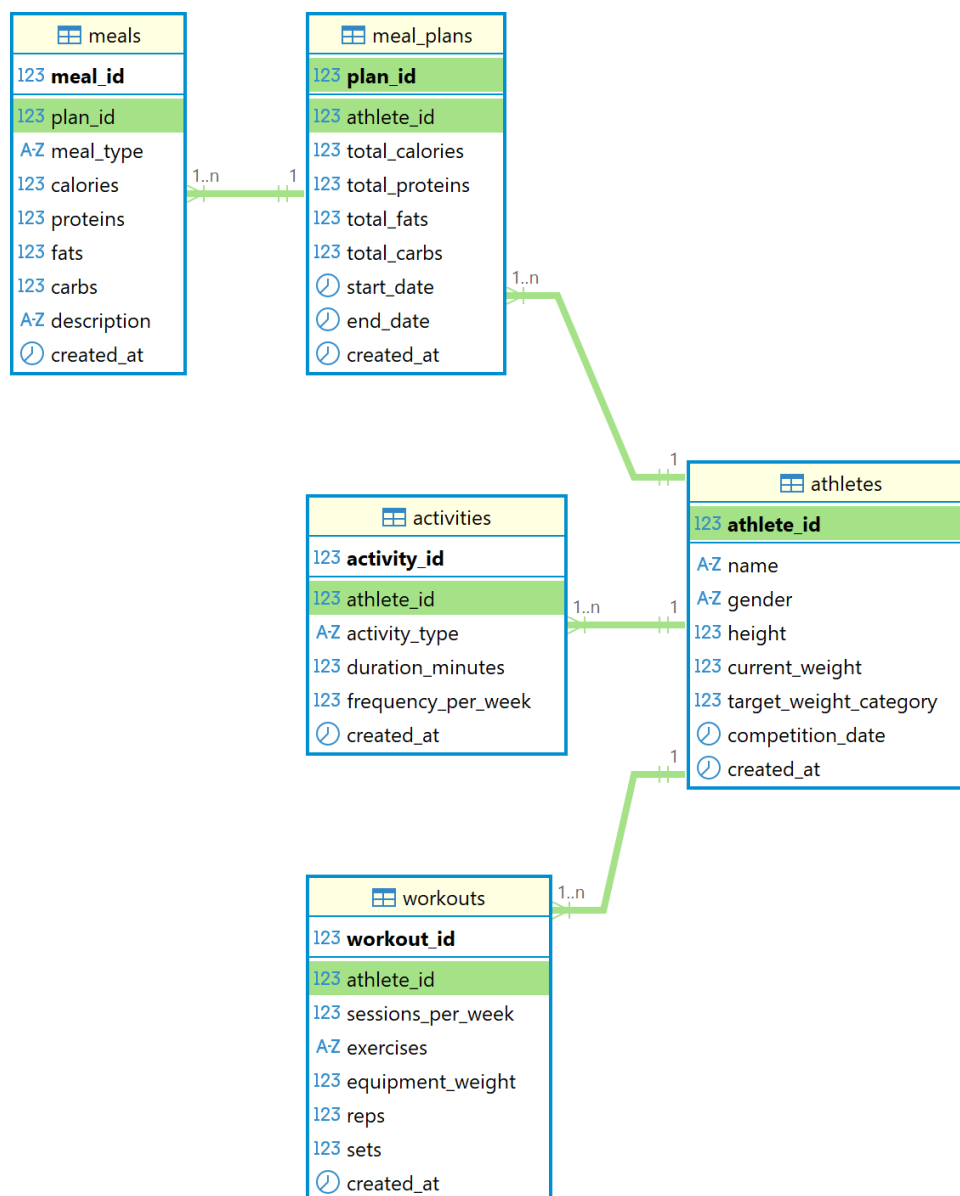 meals
123 meal_id
123 plan_id
A-Z meal_type
123 calories
123 proteins
123 fats
123 carbs
A-Z description
created_at
1..n
1
meal_plans
123 plan_id
123 athlete_id
123 total_calories
123 total_proteins
123 total_fats
123 total_carbs
start_date
end_date
created_at
1..n
1
activities
123 activity_id
123 athlete_id
A-Z activity_type
123 duration_minutes
123 frequency_per_week
created_at
1..n
1
athletes
123 athlete_id
A-Z name
A-Z gender
123 height
123 current_weight
123 target_weight_category
competition_date
created_at
1
1..n
workouts
123 workout_id
123 athlete_id
123 sessions_per_week
A-Z exercises
123 equipment_weight
123 reps
123 sets
created_at